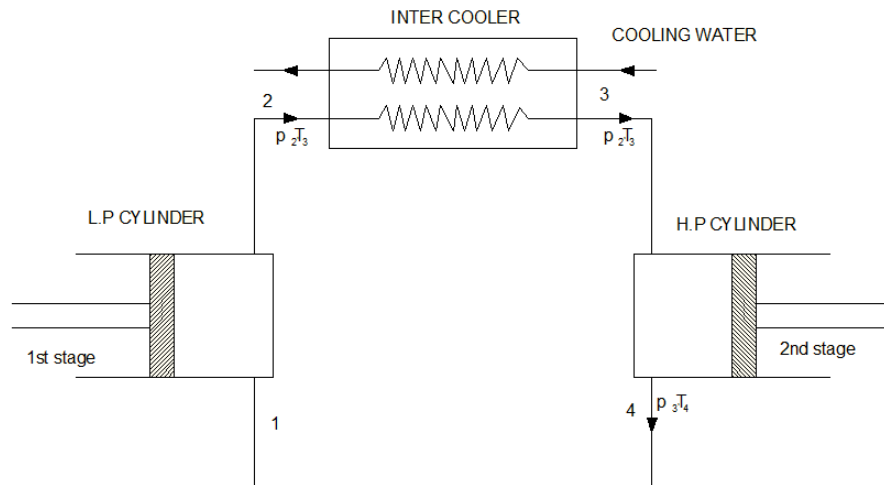 INTER COOLER
COOLING WATER
2
3
p ₂T₃
p ₂T₃
L.P CYLINDER
H.P CYLINDER
1st stage
2nd stage
1
4
p ₃T₄